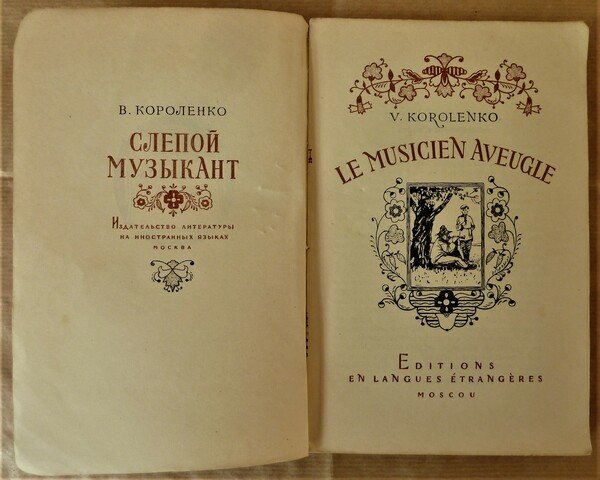 В. КОРОЛЕНКО
СЛЕПОЙ
МУЗЫКАНТ
ИЗДАТЕЛЬСТВО ЛИТЕРАТУРЫ
НА ИНОСТРАННЫХ ЯЗЫКАХ
МОСКВА
V. KOROLENKO
LE MUSICIEN AVEUGLE
EDITIONS
EN LANGUES ÉTRANGÈRES
MOSCOU